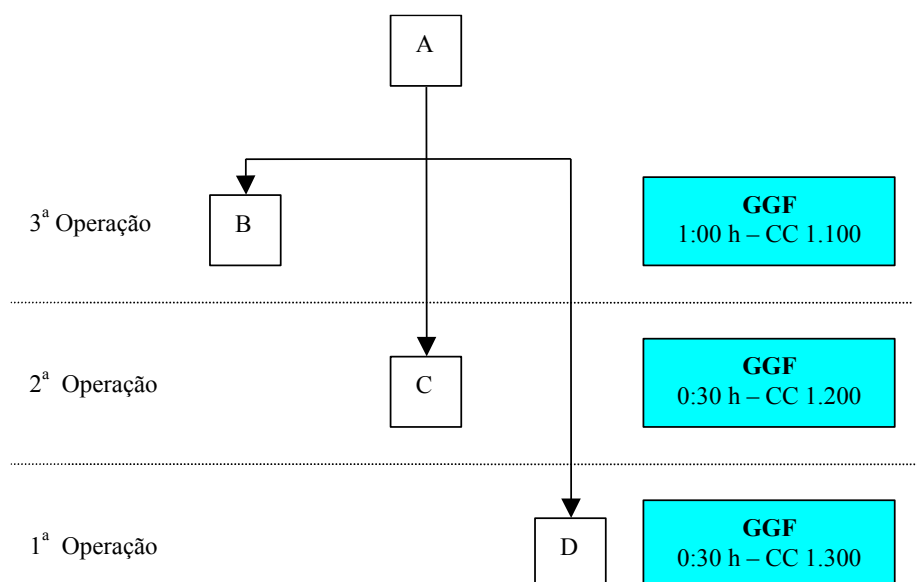 A
3ª Operação
B
GGF
1:00 h – CC 1.100
2ª Operação
C
GGF
0:30 h – CC 1.200
1ª Operação
D
GGF
0:30 h – CC 1.300